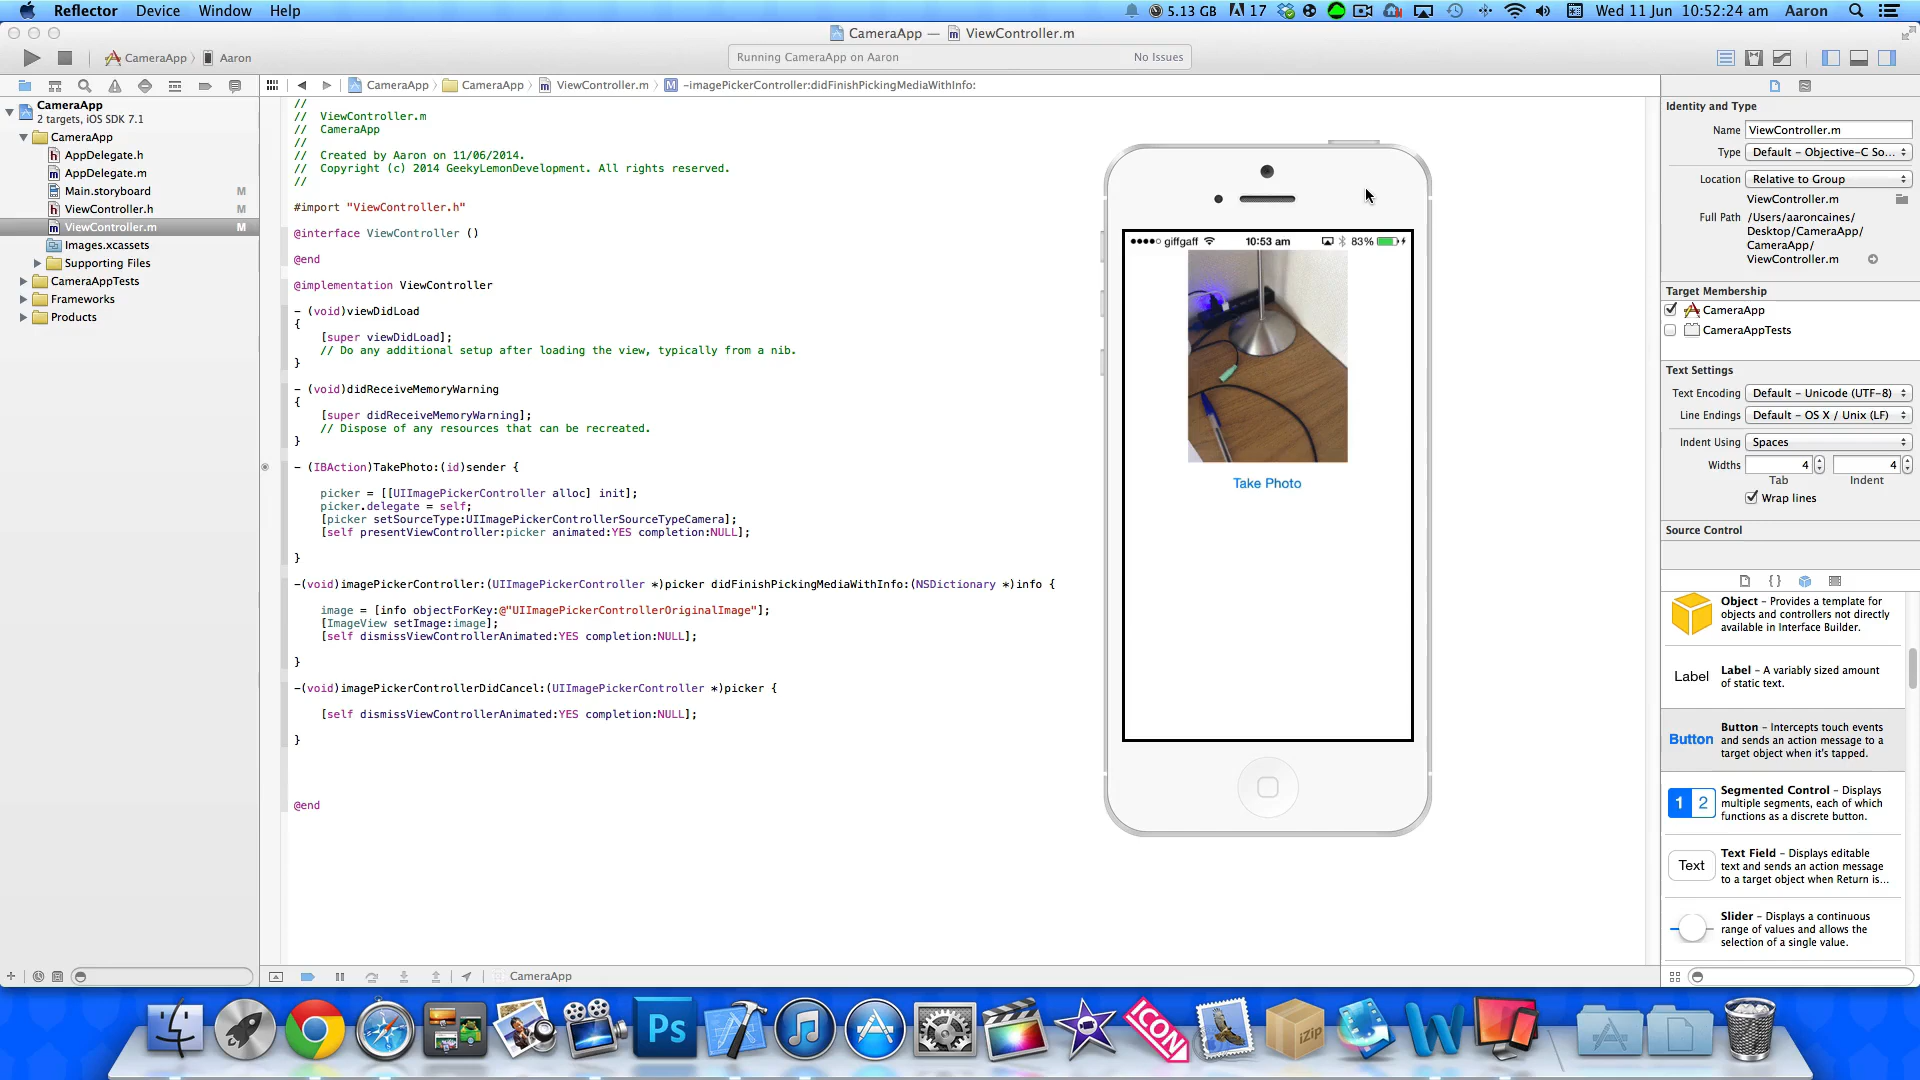 Reflector Device Window Help 5.13 GB 17 Wed 11 Jun 10:52:24 am Aaron
CameraApp — ViewController.m
CameraApp Aaron Running CameraApp on Aaron No Issues
CameraApp CameraApp ViewController.m M -imagePickerController:didFinishPickingMediaWithInfo:
CameraApp
2 targets, iOS SDK 7.1
CameraApp
h AppDelegate.h
m AppDelegate.m
Main.storyboard M
h ViewController.h M
m ViewController.m M
Images.xcassets
Supporting Files
CameraAppTests
Frameworks
Products
//
// ViewController.m
// CameraApp
//
// Created by Aaron on 11/06/2014.
// Copyright (c) 2014 GeekyLemonDevelopment. All rights reserved.
//
#import "ViewController.h"
@interface ViewController ()
@end
@implementation ViewController
- (void)viewDidLoad
{
[super viewDidLoad];
// Do any additional setup after loading the view, typically from a nib.
}
- (void)didReceiveMemoryWarning
{
[super didReceiveMemoryWarning];
// Dispose of any resources that can be recreated.
}
- (IBAction)TakePhoto:(id)sender {
picker = [[UIImagePickerController alloc] init];
picker.delegate = self;
[picker setSourceType:UIImagePickerControllerSourceTypeCamera];
[self presentViewController:picker animated:YES completion:NULL];
}
-(void)imagePickerController:(UIImagePickerController *)picker didFinishPickingMediaWithInfo:(NSDictionary *)info {
image = [info objectForKey:@"UIImagePickerControllerOriginalImage"];
[ImageView setImage:image];
[self dismissViewControllerAnimated:YES completion:NULL];
}
-(void)imagePickerControllerDidCancel:(UIImagePickerController *)picker {
[self dismissViewControllerAnimated:YES completion:NULL];
}
@end
giffgaff 10:53 am 83%
Take Photo
Identity and Type
Name ViewController.m
Type Default - Objective-C So...
Location Relative to Group
ViewController.m
Full Path /Users/aaroncaines/
Desktop/CameraApp/
CameraApp/
ViewController.m
Target Membership
CameraApp
CameraAppTests
Text Settings
Text Encoding Default - Unicode (UTF-8)
Line Endings Default - OS X / Unix (LF)
Indent Using Spaces
Widths 4 4
Tab Indent
Wrap lines
Source Control
{ }
Object - Provides a template for
objects and controllers not directly
available in Interface Builder.
Label Label - A variably sized amount
of static text.
Button Button - Intercepts touch events
and sends an action message to a
target object when it's tapped.
1 2 Segmented Control - Displays
multiple segments, each of which
functions as a discrete button.
Text Text Field - Displays editable
text and sends an action message
to a target object when Return is...
Slider - Displays a continuous
range of values and allows the
selection of a single value.
CameraApp
Ps
ICON
iZip
W